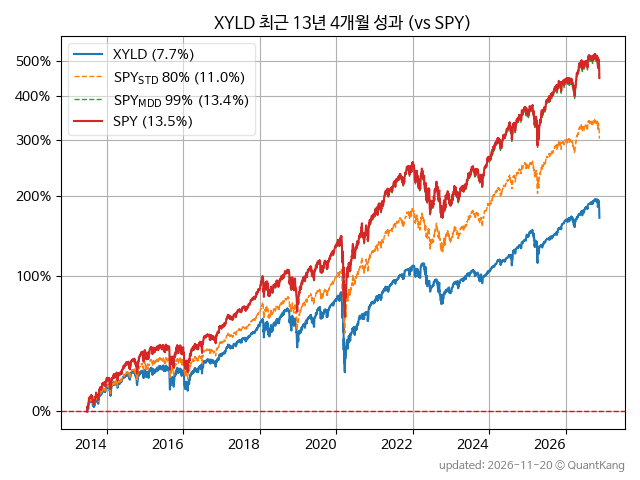 XYLD 최근 13년 4개월 성과 (vs SPY)
XYLD (7.7%)
SPY_STD 80% (11.0%)
SPY_MDD 99% (13.4%)
SPY (13.5%)
500%
400%
300%
200%
100%
0%
2014 2016 2018 2020 2022 2024 2026
updated: 2026-11-20 © QuantKang